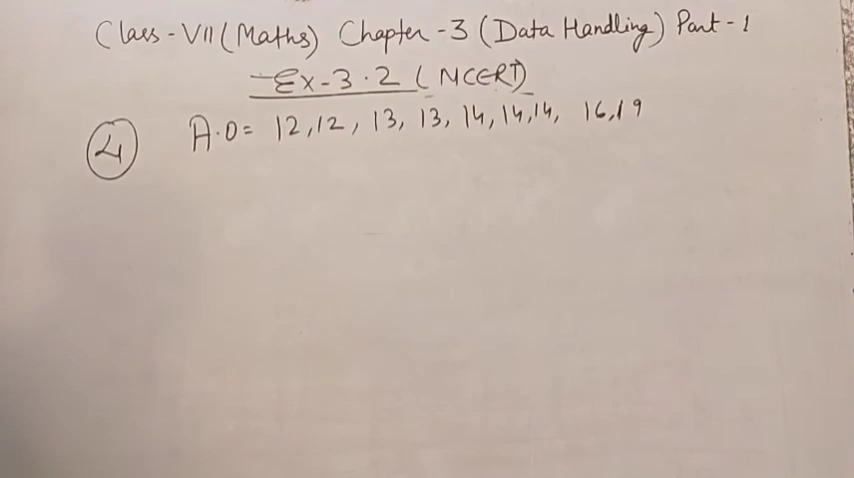 Class-VII (Maths) Chapter-3 (Data Handling) Part-1
Ex-3.2 (NCERT)
4 A.O= 12,12, 13, 13, 14,14,14, 16,19